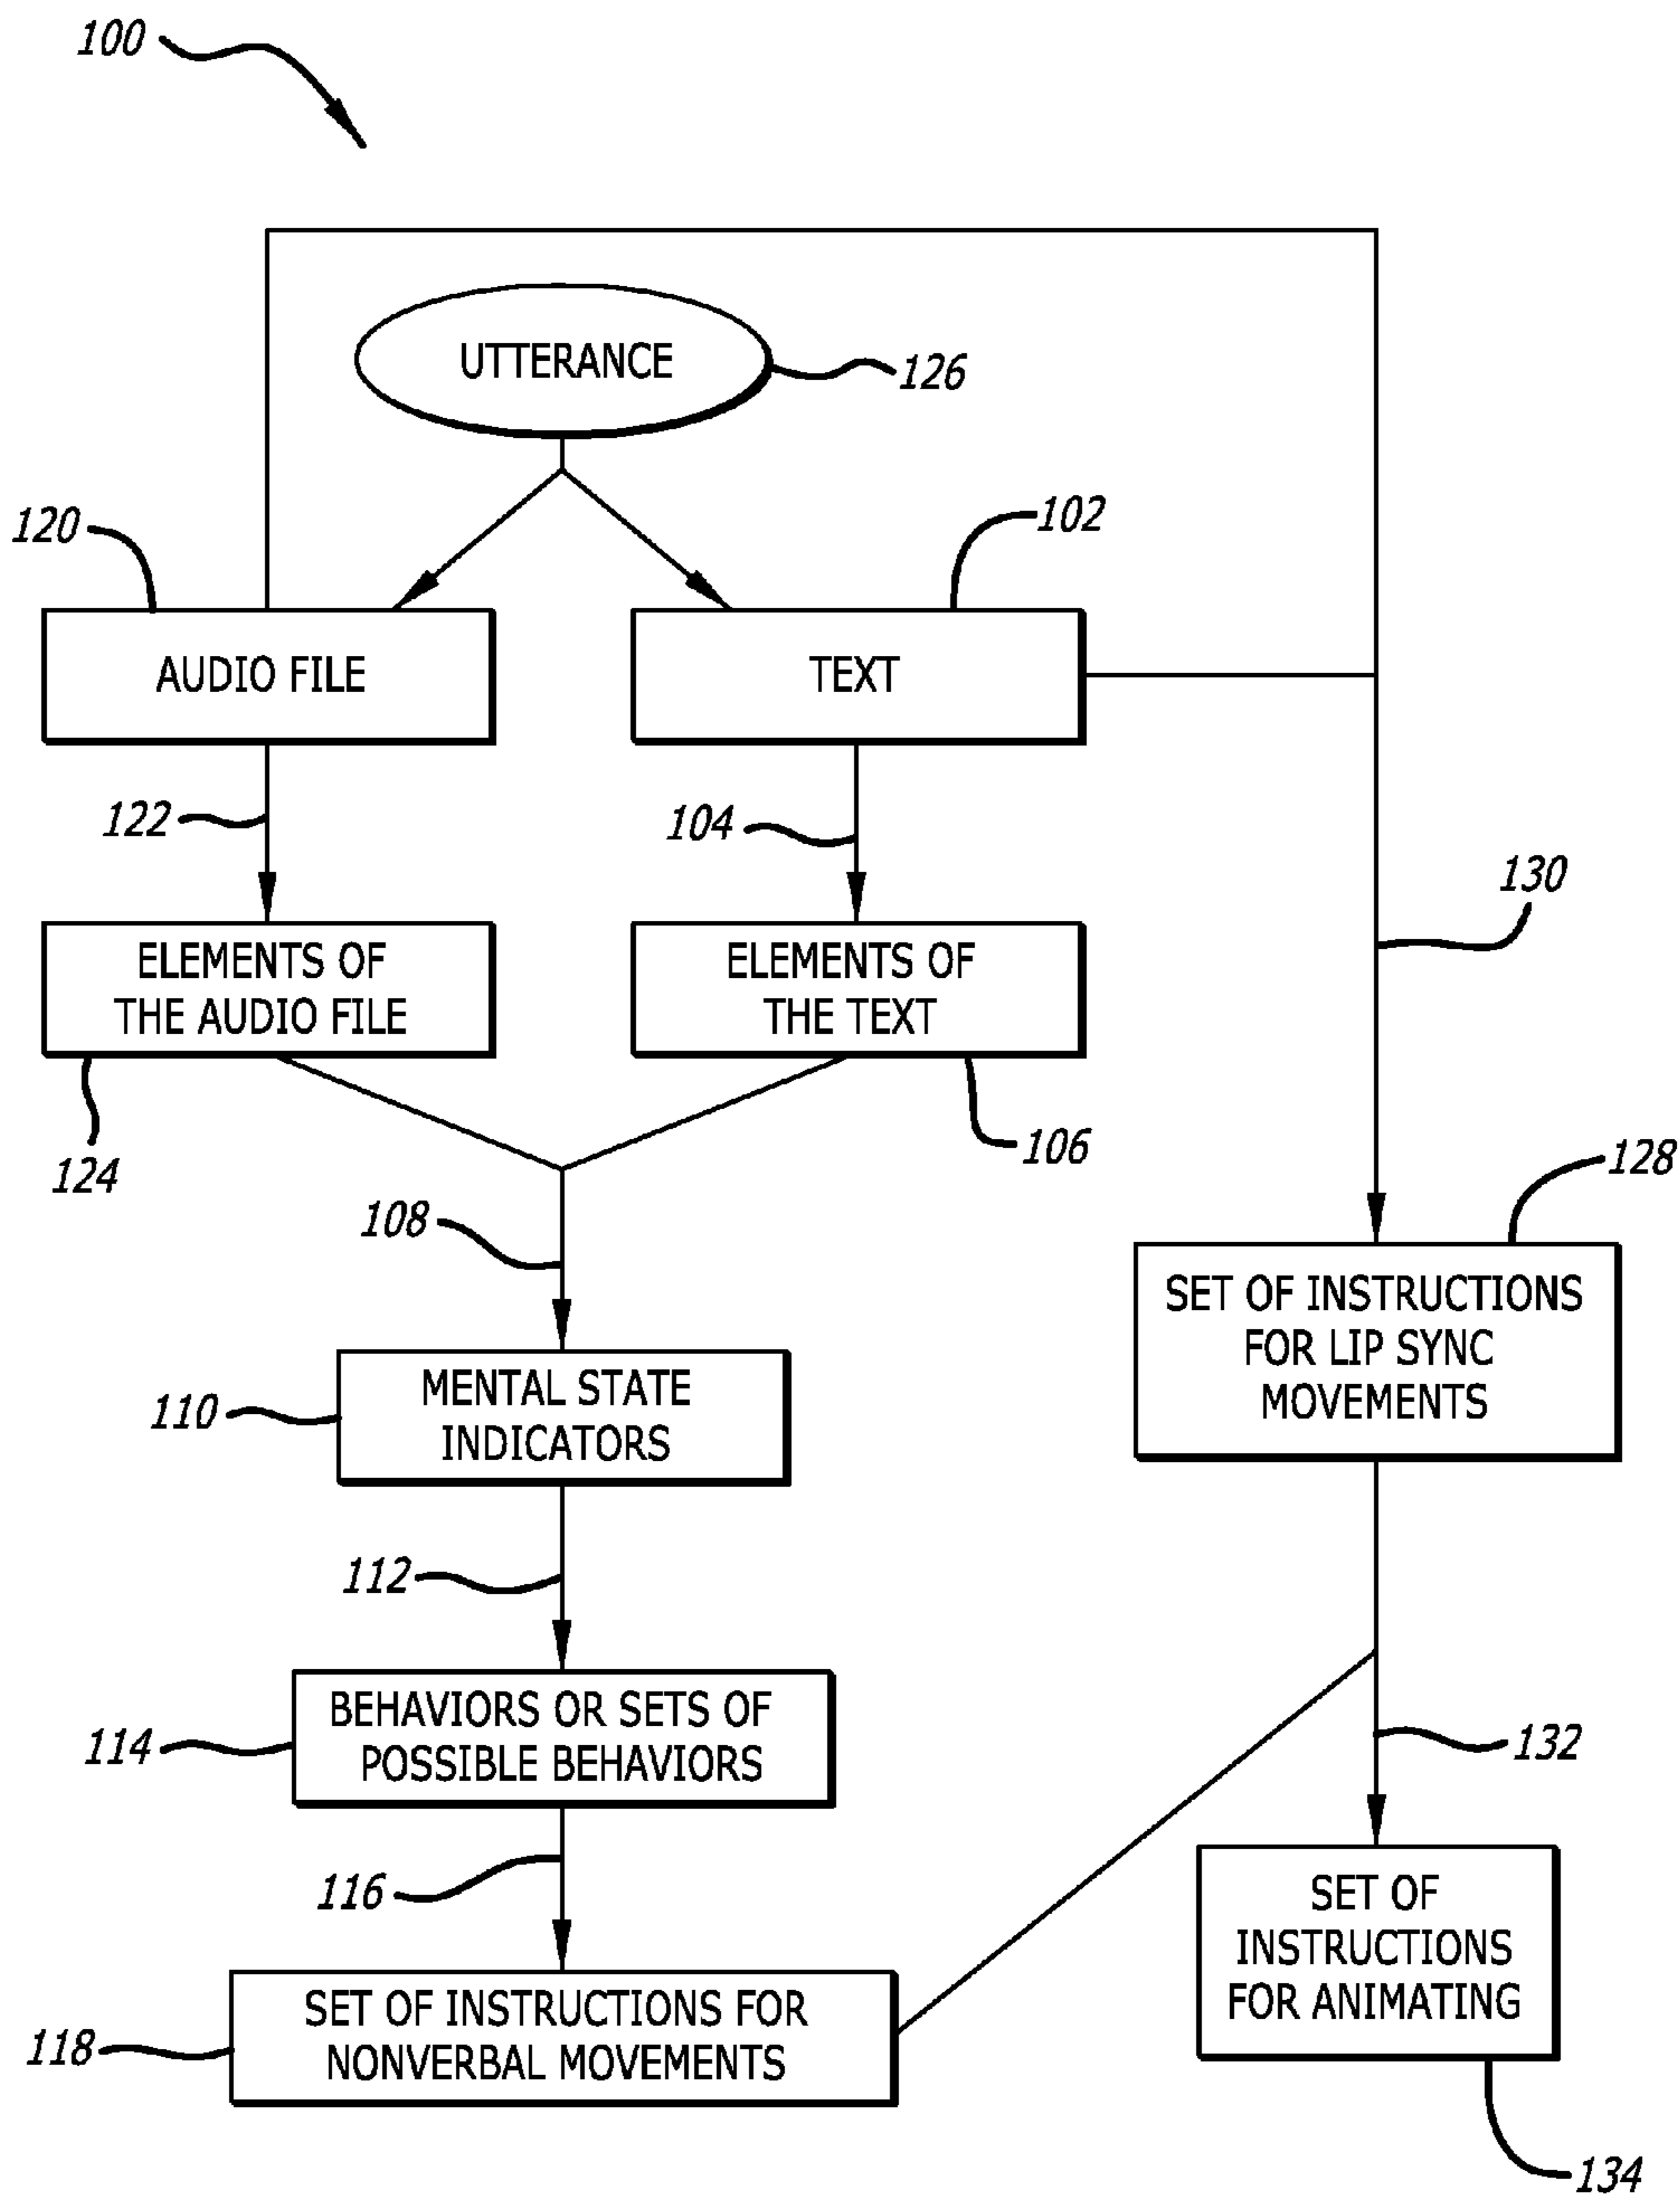 100
UTTERANCE
126
120
102
AUDIO FILE
TEXT
122
104
130
ELEMENTS OF
THE AUDIO FILE
ELEMENTS OF
THE TEXT
124
106
128
108
SET OF INSTRUCTIONS
FOR LIP SYNC
MOVEMENTS
110
MENTAL STATE
INDICATORS
112
114
BEHAVIORS OR SETS OF
POSSIBLE BEHAVIORS
132
116
SET OF
INSTRUCTIONS
FOR ANIMATING
118
SET OF INSTRUCTIONS FOR
NONVERBAL MOVEMENTS
134